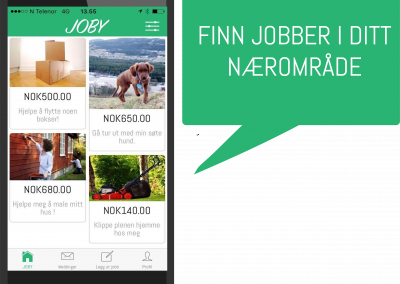 N Telenor 4G 13.55
JOBY
NOK500.00
Hjelpe å flytte noen
bokser!
NOK650.00
Gå tur ut med min søte
hund.
NOK680.00
Hjelpe meg å male mitt
hus !
NOK140.00
Klippe plenen hjemme
hos meg
JOBY
Meldinger
Legg ut Jobb
Profil
FINN JOBBER I DITT
NÆROMRÅDE